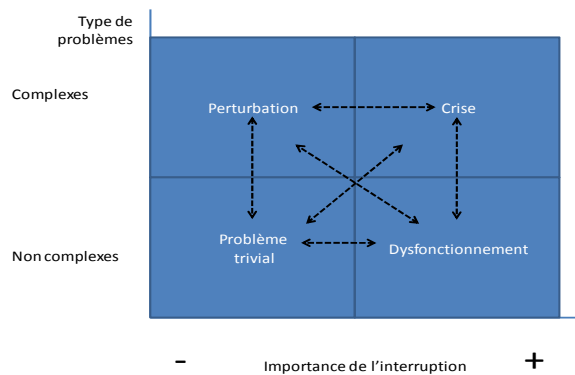 Type de
problèmes
Complexes
Perturbation
Crise
Non complexes
Problème
trivial
Dysfonctionnement
-
Importance de l'interruption
+